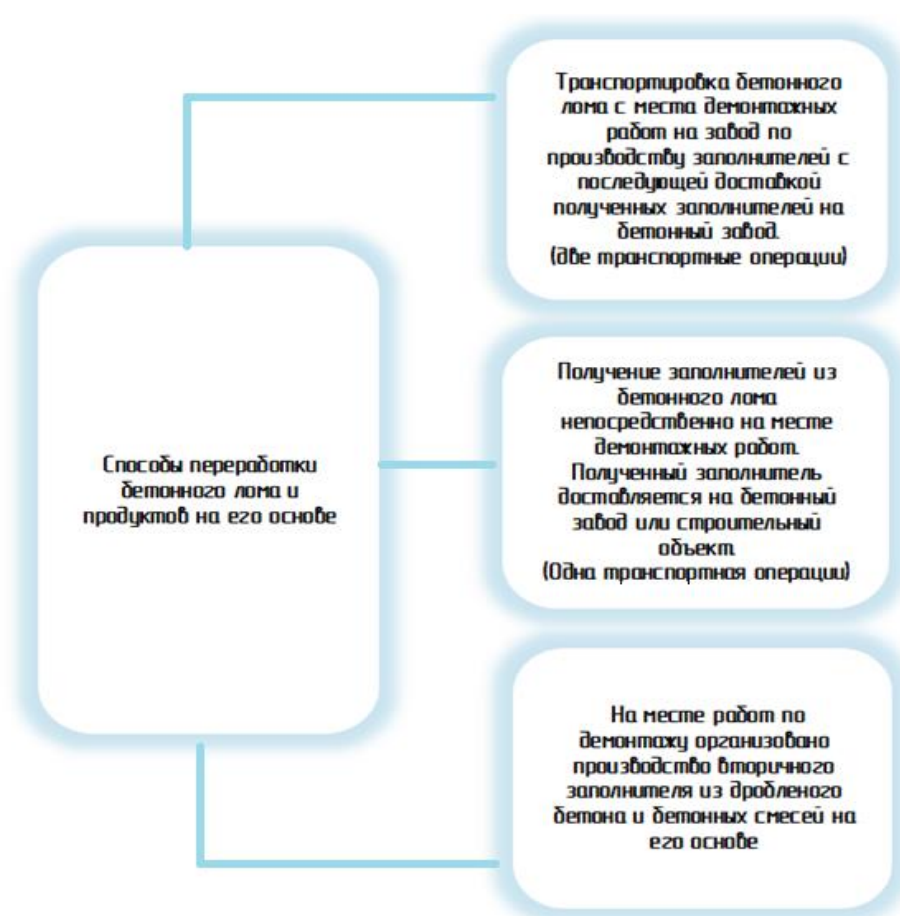 Транспортировка бетонного
лома с места демонтажных
работ на завод по
производству заполнителей с
последующей доставкой
полученных заполнителей на
бетонный завод.
(две транспортные операции)
Способы переработки
бетонного лома и
продуктов на его основе
Получение заполнителей из
бетонного лома
непосредственно на месте
демонтажных работ.
Полученный заполнитель
доставляется на бетонный
завод или строительный
объект.
(Одна транспортная операции)
На месте работ по
демонтажу организовано
производство вторичного
заполнителя из дробленого
бетона и бетонных смесей на
его основе